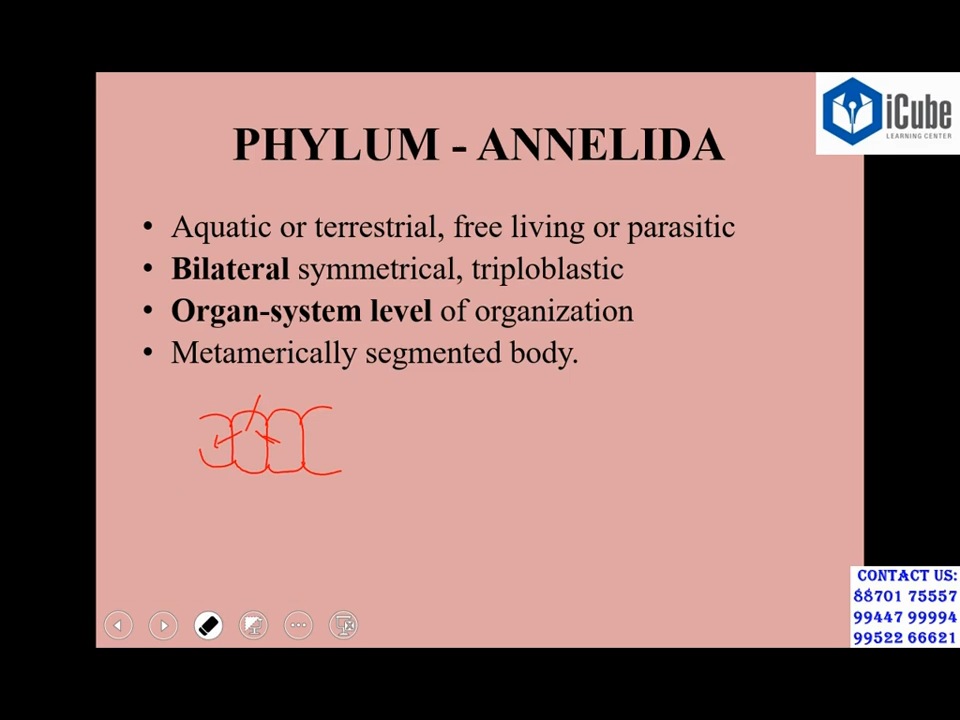 iCube
LEARNING CENTER
PHYLUM - ANNELIDA
• Aquatic or terrestrial, free living or parasitic
• Bilateral symmetrical, triploblastic
• Organ-system level of organization
• Metamerically segmented body.
CONTACT US:
88701 75557
99447 99994
99522 66621